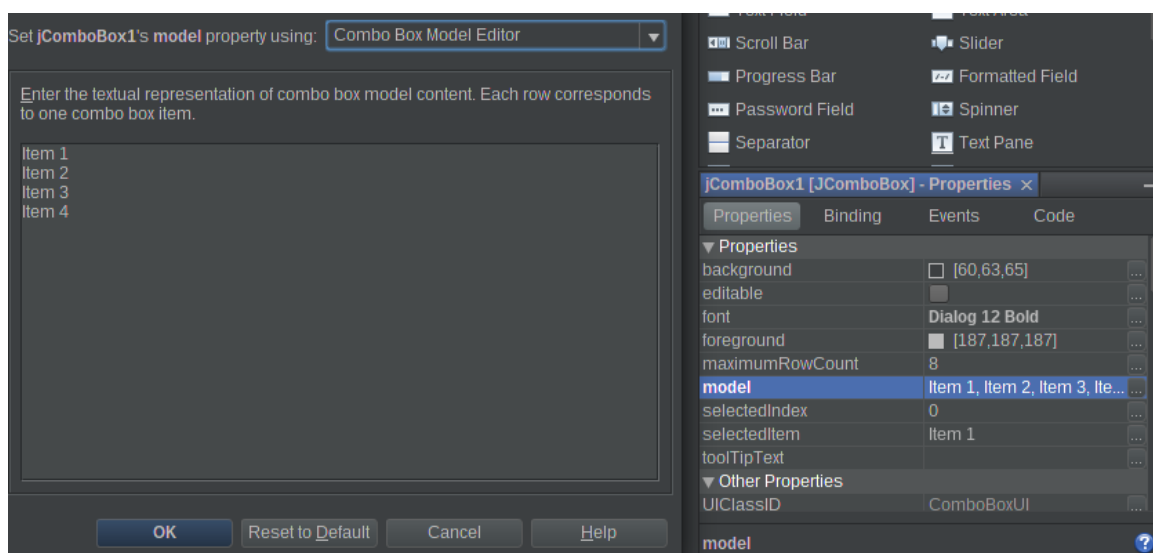 Set jComboBox1's model property using: Combo Box Model Editor
Enter the textual representation of combo box model content. Each row corresponds
to one combo box item.
Item 1
Item 2
Item 3
Item 4
OK Reset to Default Cancel Help
Text Field Text Area
Scroll Bar Slider
Progress Bar Formatted Field
Password Field Spinner
Separator Text Pane
jComboBox1 [JComboBox] - Properties ×
Properties Binding Events Code
Properties
background [60,63,65] ...
editable ...
font Dialog 12 Bold ...
foreground [187,187,187] ...
maximumRowCount 8 ...
model Item 1, Item 2, Item 3, Ite... ...
selectedIndex 0 ...
selectedItem Item 1 ...
toolTipText ...
Other Properties
UIClassID ComboBoxUI ...
model ?